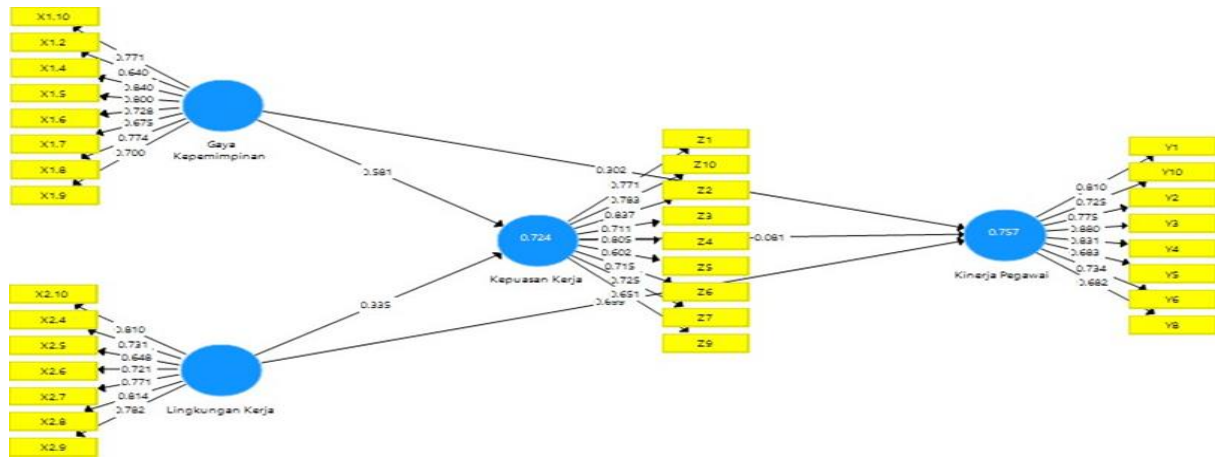 X1.10
X1.2
X1.4
X1.5
X1.6
X1.7
X1.8
X1.9
0.771
0.640
0.840
0.800
0.728
0.675
0.774
0.700
Gaya
Kepemimpinan
0.581
0.302
X2.10
X2.4
X2.5
X2.6
X2.7
X2.8
X2.9
0.810
0.731
0.648
0.721
0.771
0.814
0.782
Lingkungan Kerja
0.335
0.724
Kepuasan Kerja
0.771
0.783
0.837
0.711
0.805
0.602
0.715
0.725
0.651
Z1
Z10
Z2
Z3
Z4
Z5
Z6
Z7
Z9
-0.081
0.757
Kinerja Pegawai
0.810
0.725
0.775
0.880
0.831
0.683
0.734
0.682
Y1
Y10
Y2
Y3
Y4
Y5
Y6
Y8